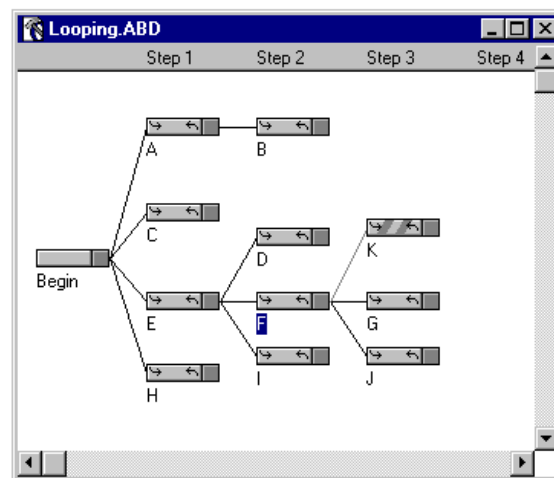 Looping.ABD
Step 1 Step 2 Step 3 Step 4
A B
C
D K
Begin
E F G
I J
H